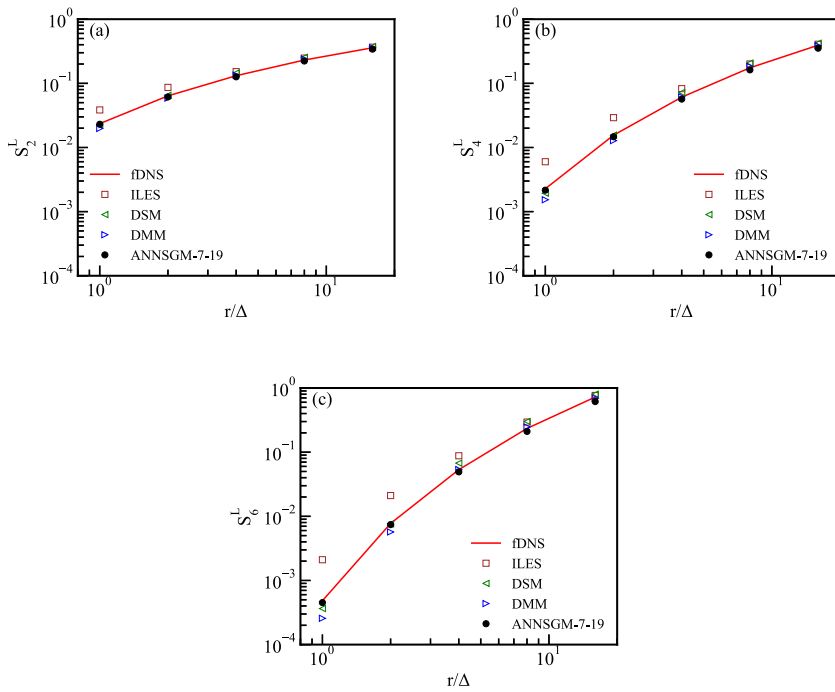 (a)
10^0
10^-1
10^-2
10^-3
10^-4
S_2^L
fDNS
ILES
DSM
DMM
ANNSGM-7-19
10^0
10^1
r/Δ
(b)
10^0
10^-1
10^-2
10^-3
10^-4
S_4^L
fDNS
ILES
DSM
DMM
ANNSGM-7-19
10^0
10^1
r/Δ
(c)
10^0
10^-1
10^-2
10^-3
10^-4
S_6^L
fDNS
ILES
DSM
DMM
ANNSGM-7-19
10^0
10^1
r/Δ